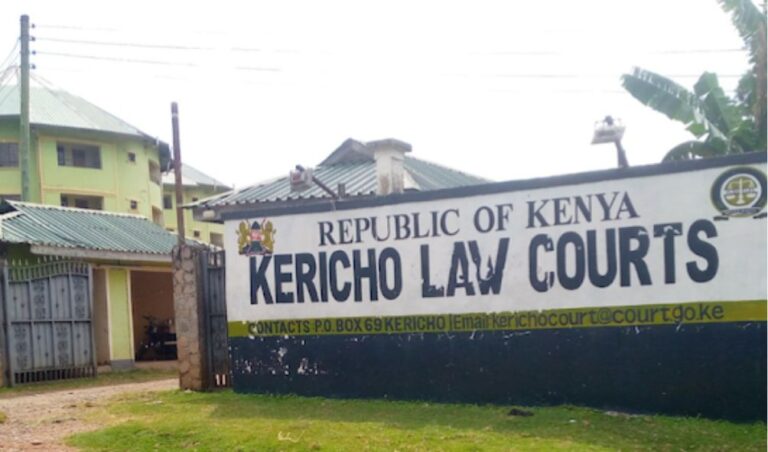 REPUBLIC OF KENYA
KERICHO LAW COURTS
CONTACTS P.O. BOX 69 KERICHO | Email kerichocourt@court.go.ke